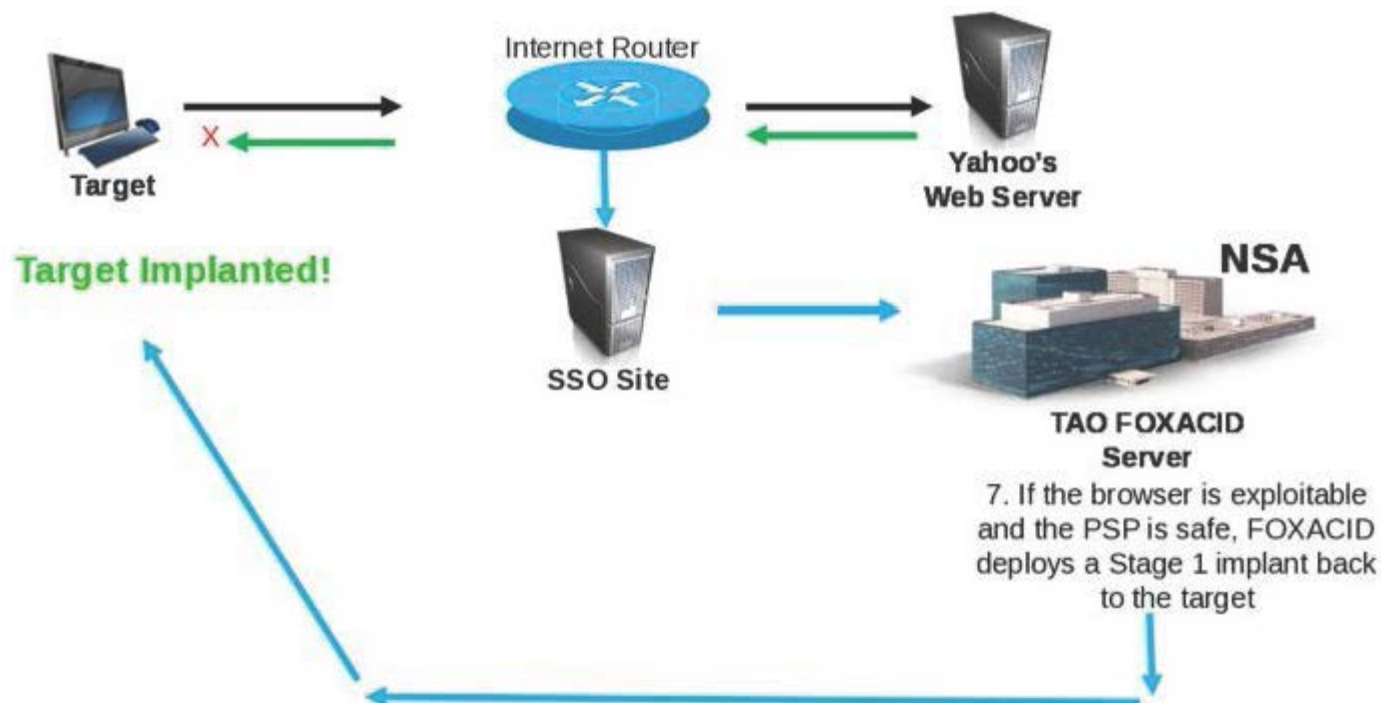 Internet Router
X
Target
Yahoo's
Web Server
Target Implanted!
NSA
SSO Site
TAO FOXACID
Server
7. If the browser is exploitable
and the PSP is safe, FOXACID
deploys a Stage 1 implant back
to the target